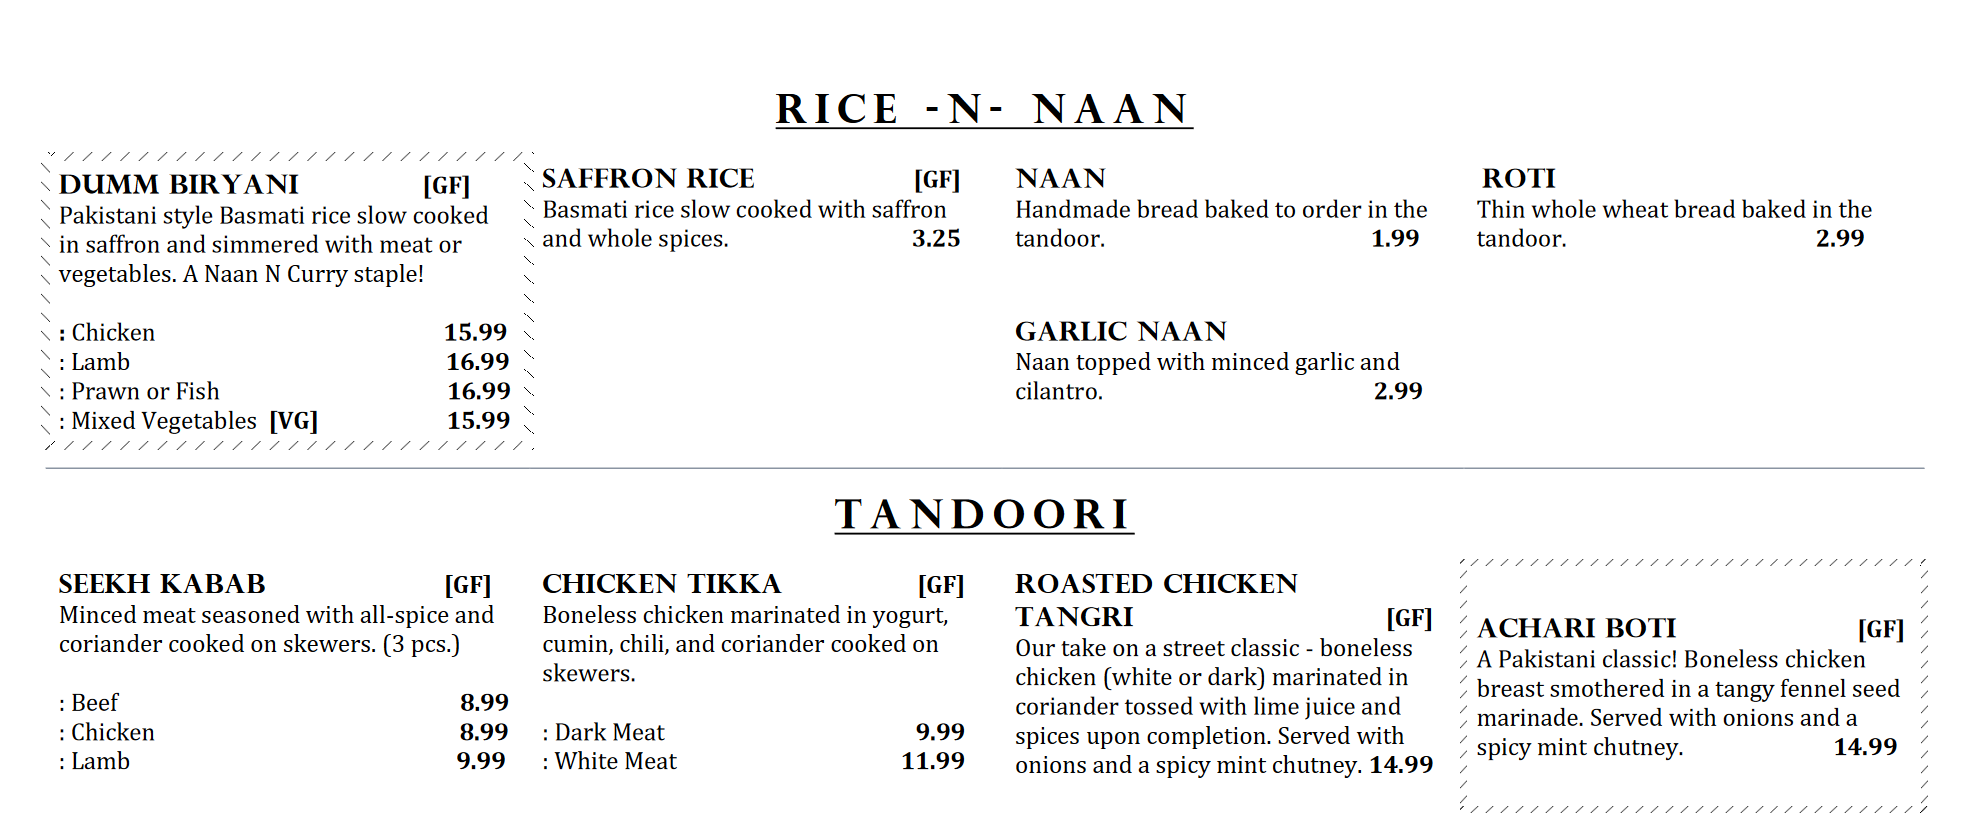 RICE -N- NAAN
DUMM BIRYANI [GF]
Pakistani style Basmati rice slow cooked
in saffron and simmered with meat or
vegetables. A Naan N Curry staple!
: Chicken 15.99
: Lamb 16.99
: Prawn or Fish 16.99
: Mixed Vegetables [VG] 15.99
SAFFRON RICE [GF]
Basmati rice slow cooked with saffron
and whole spices. 3.25
NAAN
Handmade bread baked to order in the
tandoor. 1.99
GARLIC NAAN
Naan topped with minced garlic and
cilantro. 2.99
ROTI
Thin whole wheat bread baked in the
tandoor. 2.99
TANDOORI
SEEKH KABAB [GF]
Minced meat seasoned with all-spice and
coriander cooked on skewers. (3 pcs.)
: Beef 8.99
: Chicken 8.99
: Lamb 9.99
CHICKEN TIKKA [GF]
Boneless chicken marinated in yogurt,
cumin, chili, and coriander cooked on
skewers.
: Dark Meat 9.99
: White Meat 11.99
ROASTED CHICKEN
TANGRI [GF]
Our take on a street classic - boneless
chicken (white or dark) marinated in
coriander tossed with lime juice and
spices upon completion. Served with
onions and a spicy mint chutney. 14.99
ACHARI BOTI [GF]
A Pakistani classic! Boneless chicken
breast smothered in a tangy fennel seed
marinade. Served with onions and a
spicy mint chutney. 14.99